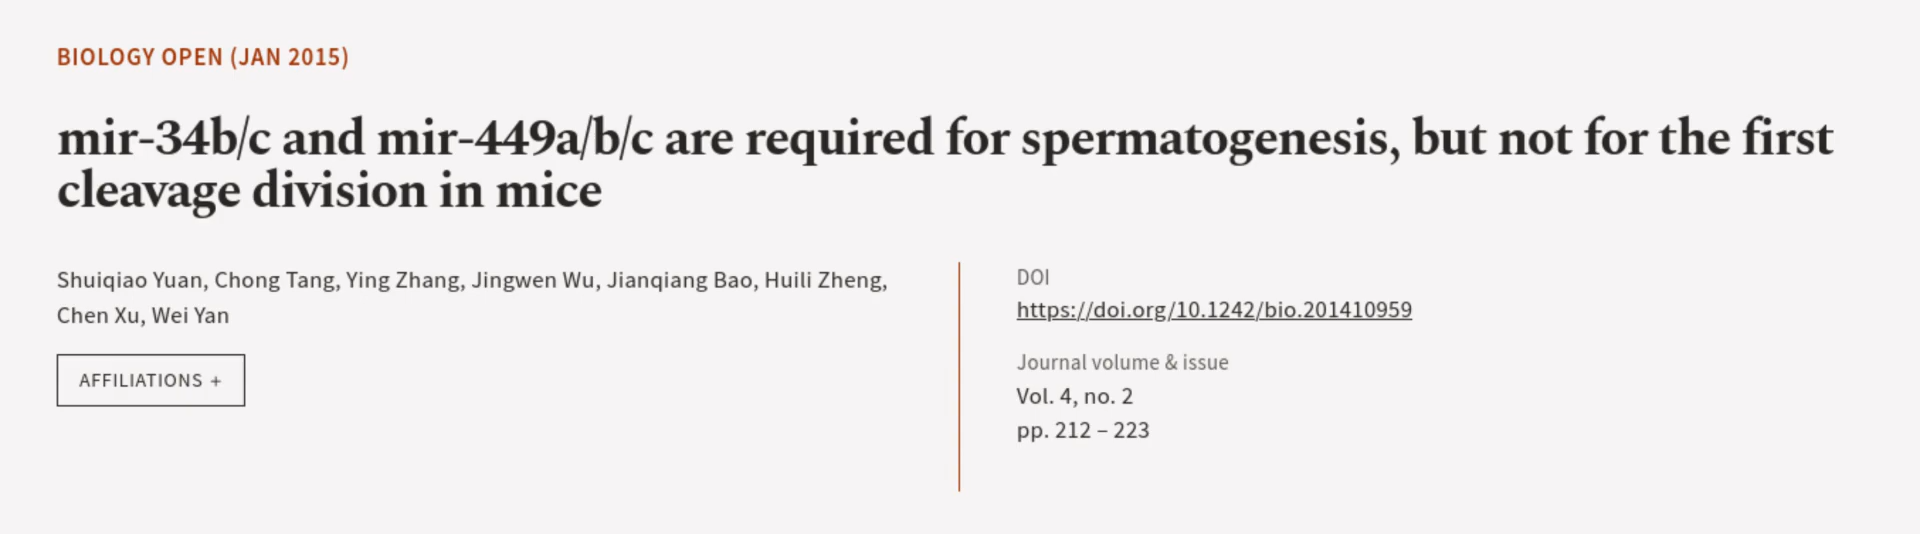 BIOLOGY OPEN (JAN 2015)
mir-34b/c and mir-449a/b/c are required for spermatogenesis, but not for the first
cleavage division in mice
Shuiqiao Yuan, Chong Tang, Ying Zhang, Jingwen Wu, Jianqiang Bao, Huili Zheng,
Chen Xu, Wei Yan
AFFILIATIONS +
DOI
https://doi.org/10.1242/bio.201410959
Journal volume & issue
Vol. 4, no. 2
pp. 212 – 223